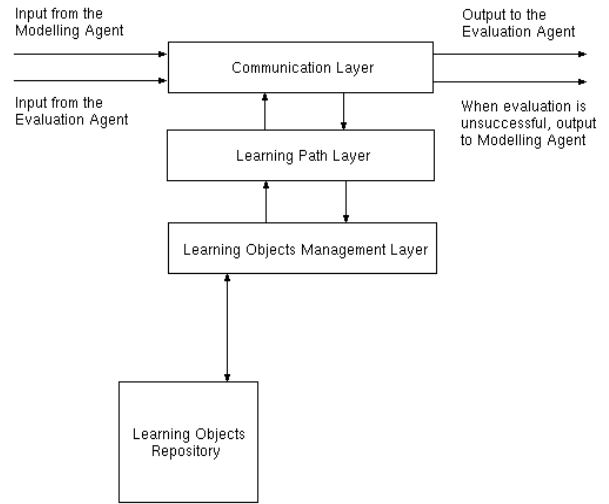 Input from the
Modelling Agent
Output to the
Evaluation Agent
Communication Layer
Input from the
Evaluation Agent
When evaluation is
unsuccessful, output
to Modelling Agent
Learning Path Layer
Learning Objects Management Layer
Learning Objects
Repository